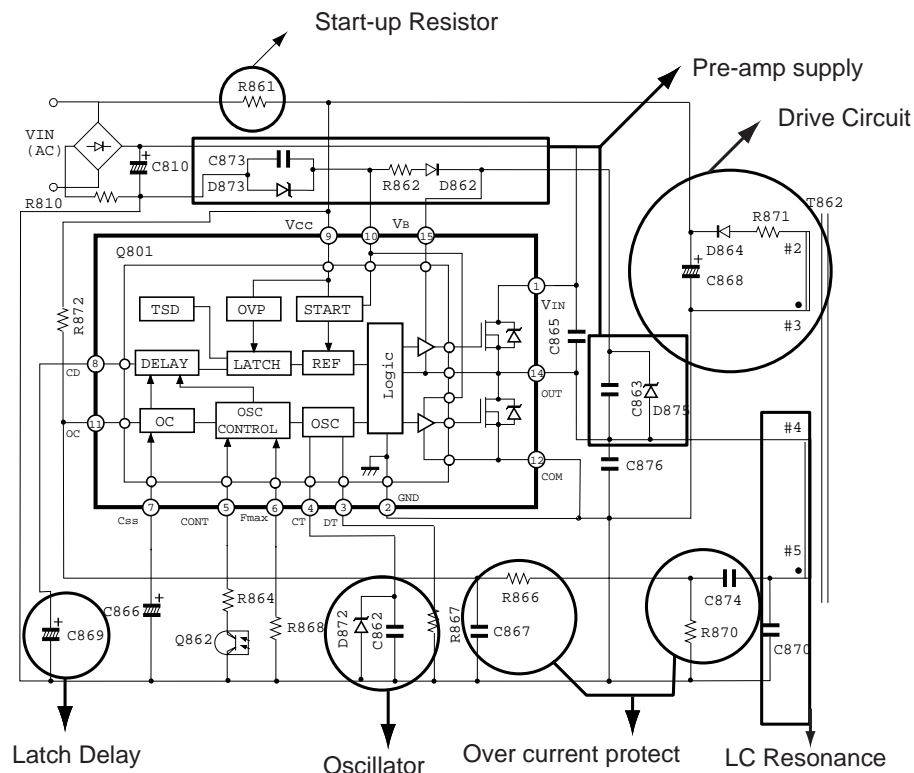 Start-up Resistor
Pre-amp supply
Drive Circuit
R861
VIN
(AC)
C810
C873
D873
R862
D862
R810
T862
R871
D864
C868
#2
#3
Vcc
9
10
VB
15
Q801
R872
TSD
OVP
START
1
VIN
C865
8
CD
DELAY
LATCH
REF
Logic
14
OUT
C863
D875
11
OC
OC
OSC
CONTROL
OSC
12
COM
C876
#4
GND
7
5
6
4
3
2
Css
CONT
Fmax
CT
DT
#5
R866
C874
R864
C866
C869
Q862
R868
D872
C862
R867
C867
R870
C870
Latch Delay
Oscillator
Over current protect
LC Resonance